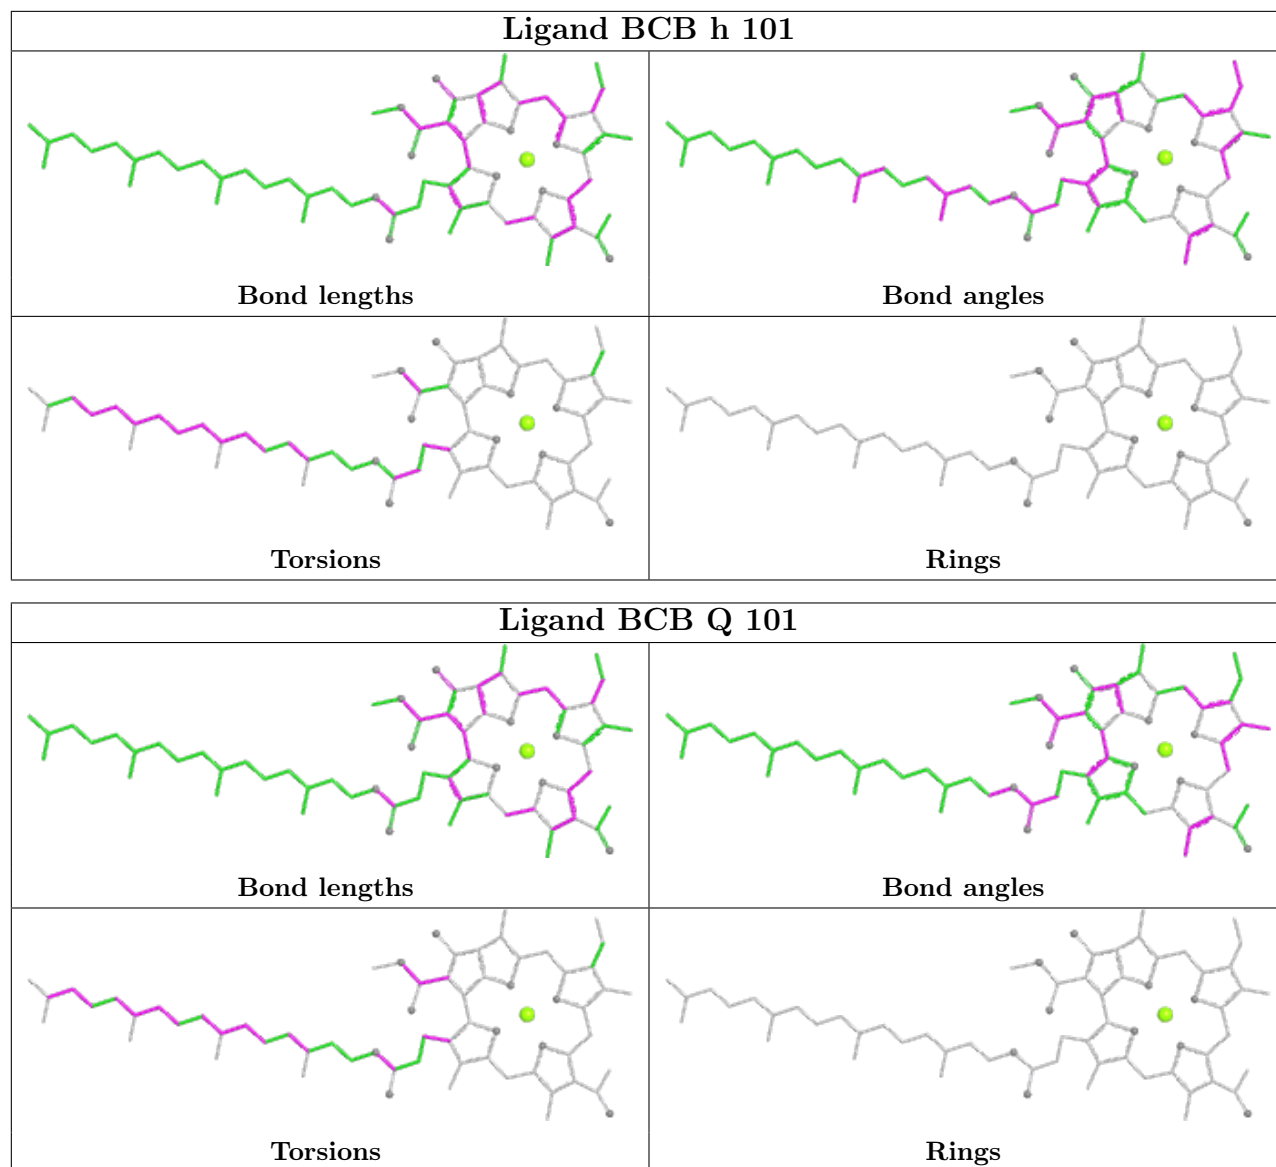 Ligand BCB h 101
Bond lengths
Bond angles
Torsions
Rings
Ligand BCB Q 101
Bond lengths
Bond angles
Torsions
Rings